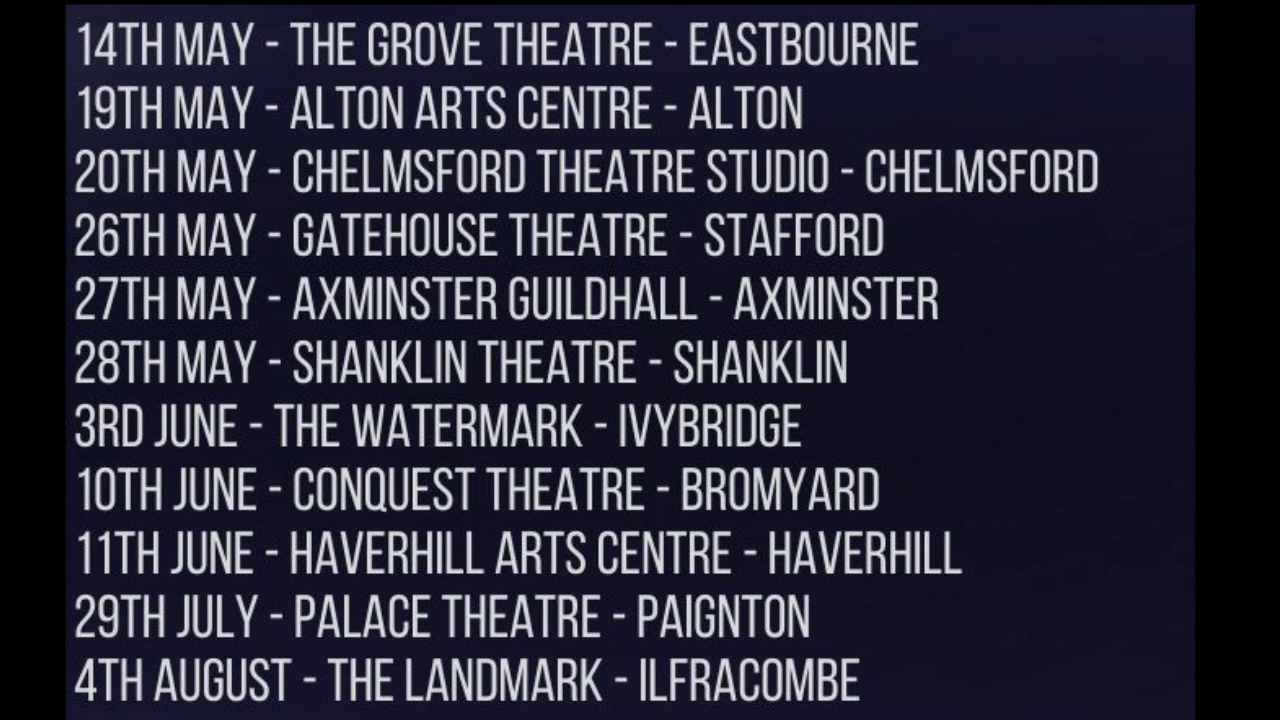 14TH MAY - THE GROVE THEATRE - EASTBOURNE
19TH MAY - ALTON ARTS CENTRE - ALTON
20TH MAY - CHELMSFORD THEATRE STUDIO - CHELMSFORD
26TH MAY - GATEHOUSE THEATRE - STAFFORD
27TH MAY - AXMINSTER GUILDHALL - AXMINSTER
28TH MAY - SHANKLIN THEATRE - SHANKLIN
3RD JUNE - THE WATERMARK - IVYBRIDGE
10TH JUNE - CONQUEST THEATRE - BROMYARD
11TH JUNE - HAVERHILL ARTS CENTRE - HAVERHILL
29TH JULY - PALACE THEATRE - PAIGNTON
4TH AUGUST - THE LANDMARK - ILFRACOMBE